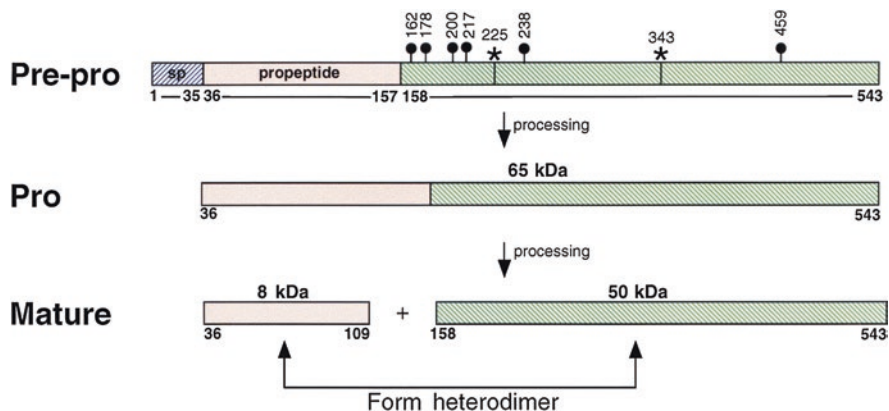 162 178 200 217 225 238 343 459
* *
Pre-pro sp propeptide
1 35 36 157 158 543
processing
65 kDa
Pro
36 543
processing
8 kDa 50 kDa
Mature +
36 109 158 543
Form heterodimer